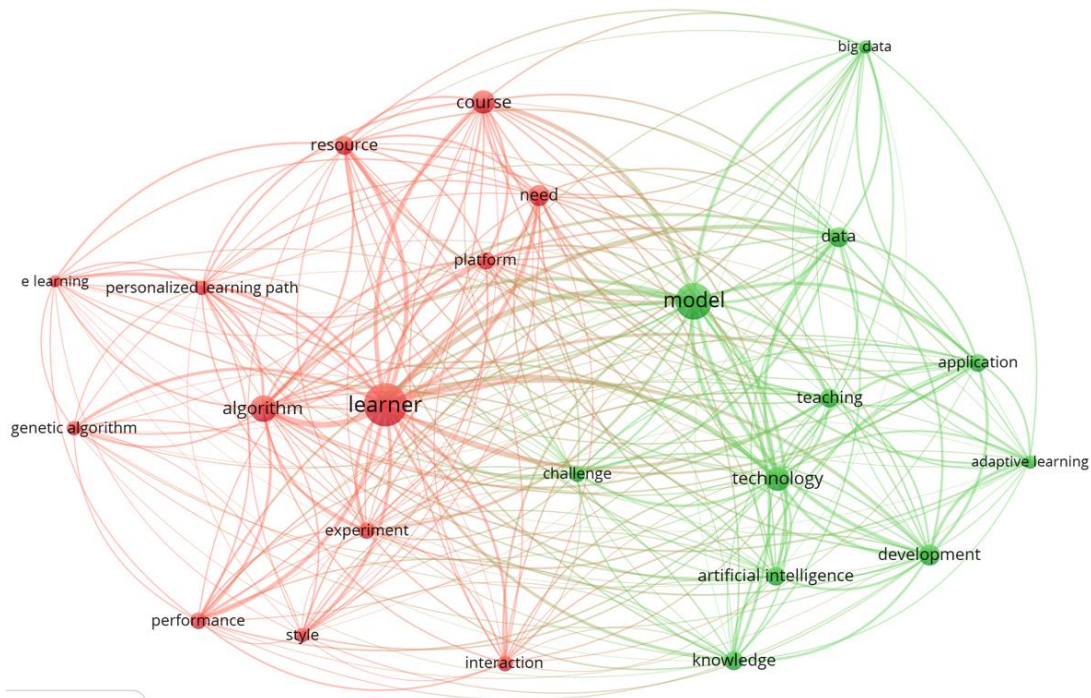 big data
course
resource
need
data
platform
e learning
personalized learning path
model
application
teaching
learner
algorithm
genetic algorithm
adaptive learning
challenge
technology
experiment
development
artificial intelligence
performance
style
interaction
knowledge